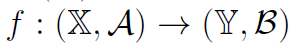 f : (𝕏, 𝒜) → (𝕐, ℬ)